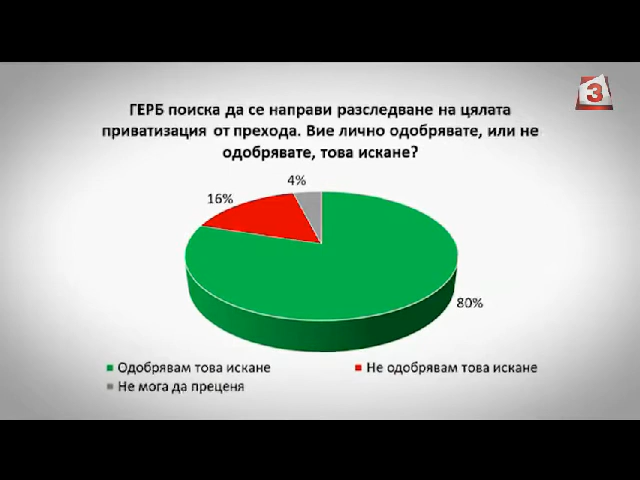 3
ГЕРБ поиска да се направи разследване на цялата
приватизация от прехода. Вие лично одобрявате, или не
одобрявате, това искане?
4%
16%
80%
Одобрявам това искане
Не одобрявам това искане
Не мога да преценя